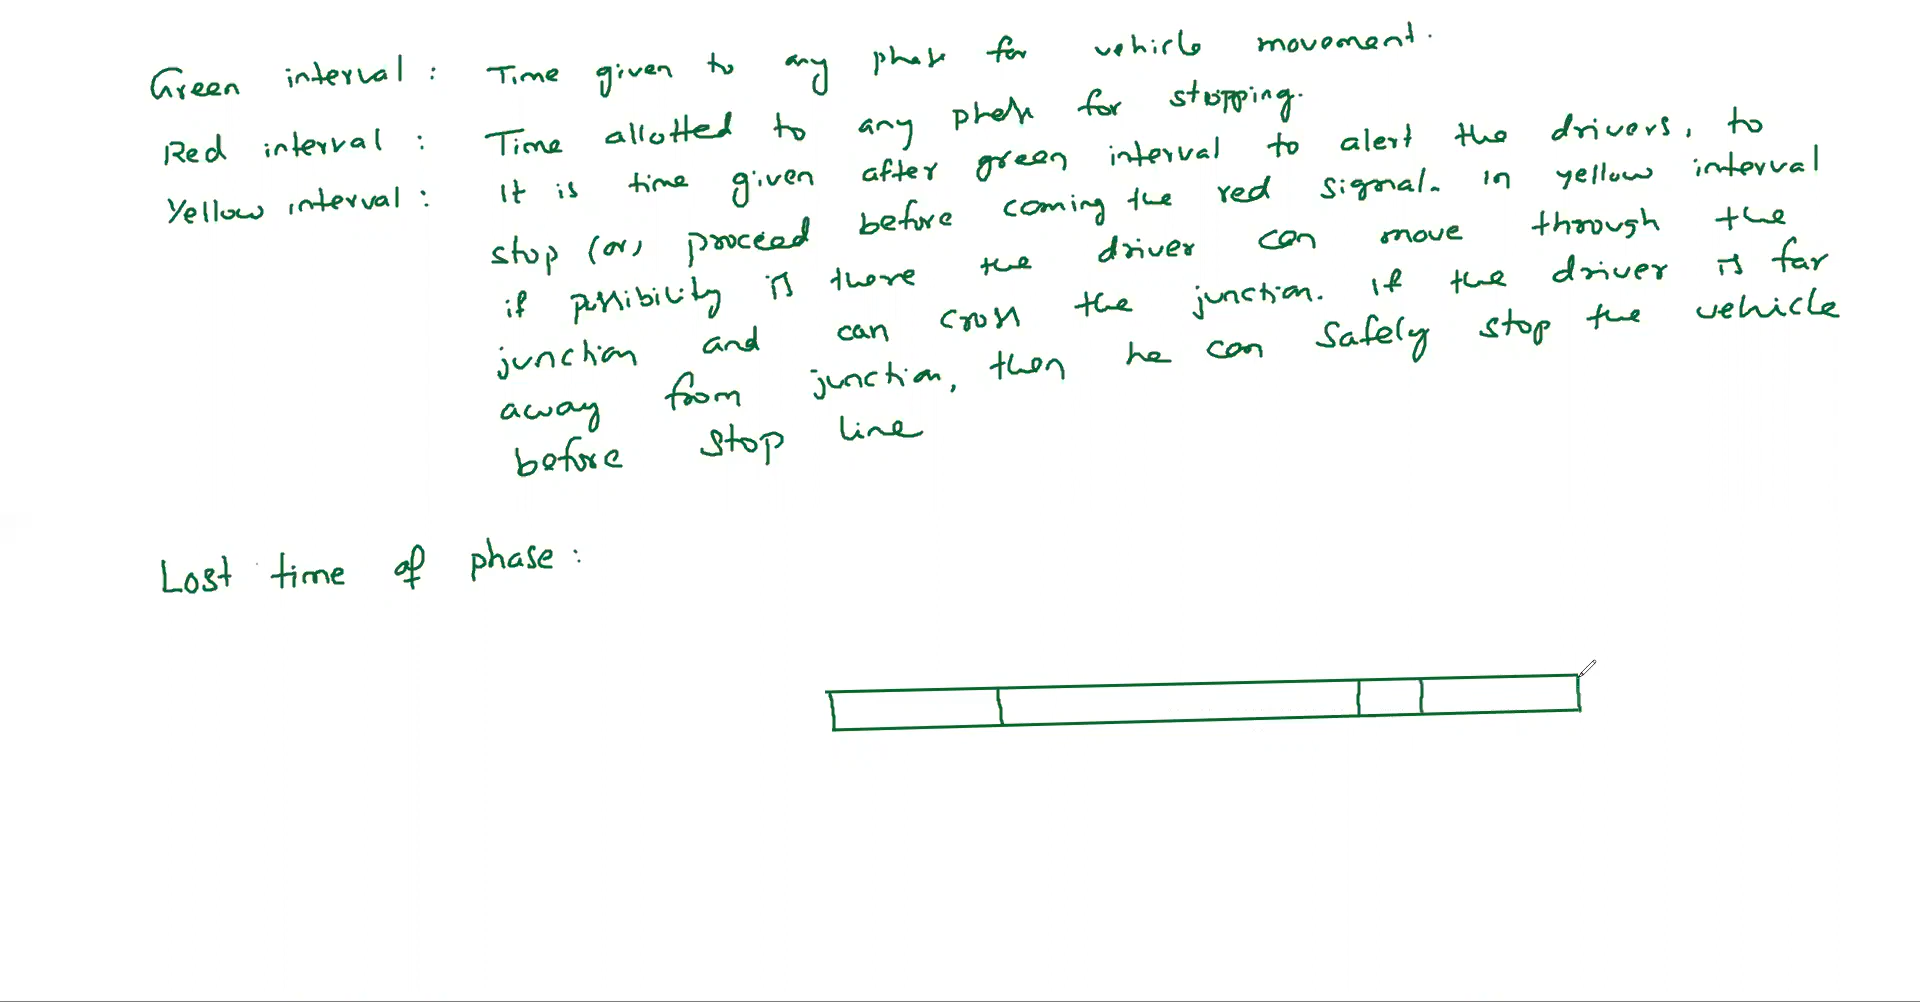 Green interval : Time given to any phase for vehicle movement.
Red interval : Time allotted to any phase for stopping.
Yellow interval : It is time given after green interval to alert the drivers, to
stop (or) proceed before coming the red signal. in yellow interval
if possibility is there the driver can move through the
junction and can cross the junction. if the driver is far
away from junction, then he can safely stop the vehicle
before stop line
Lost time of phase :